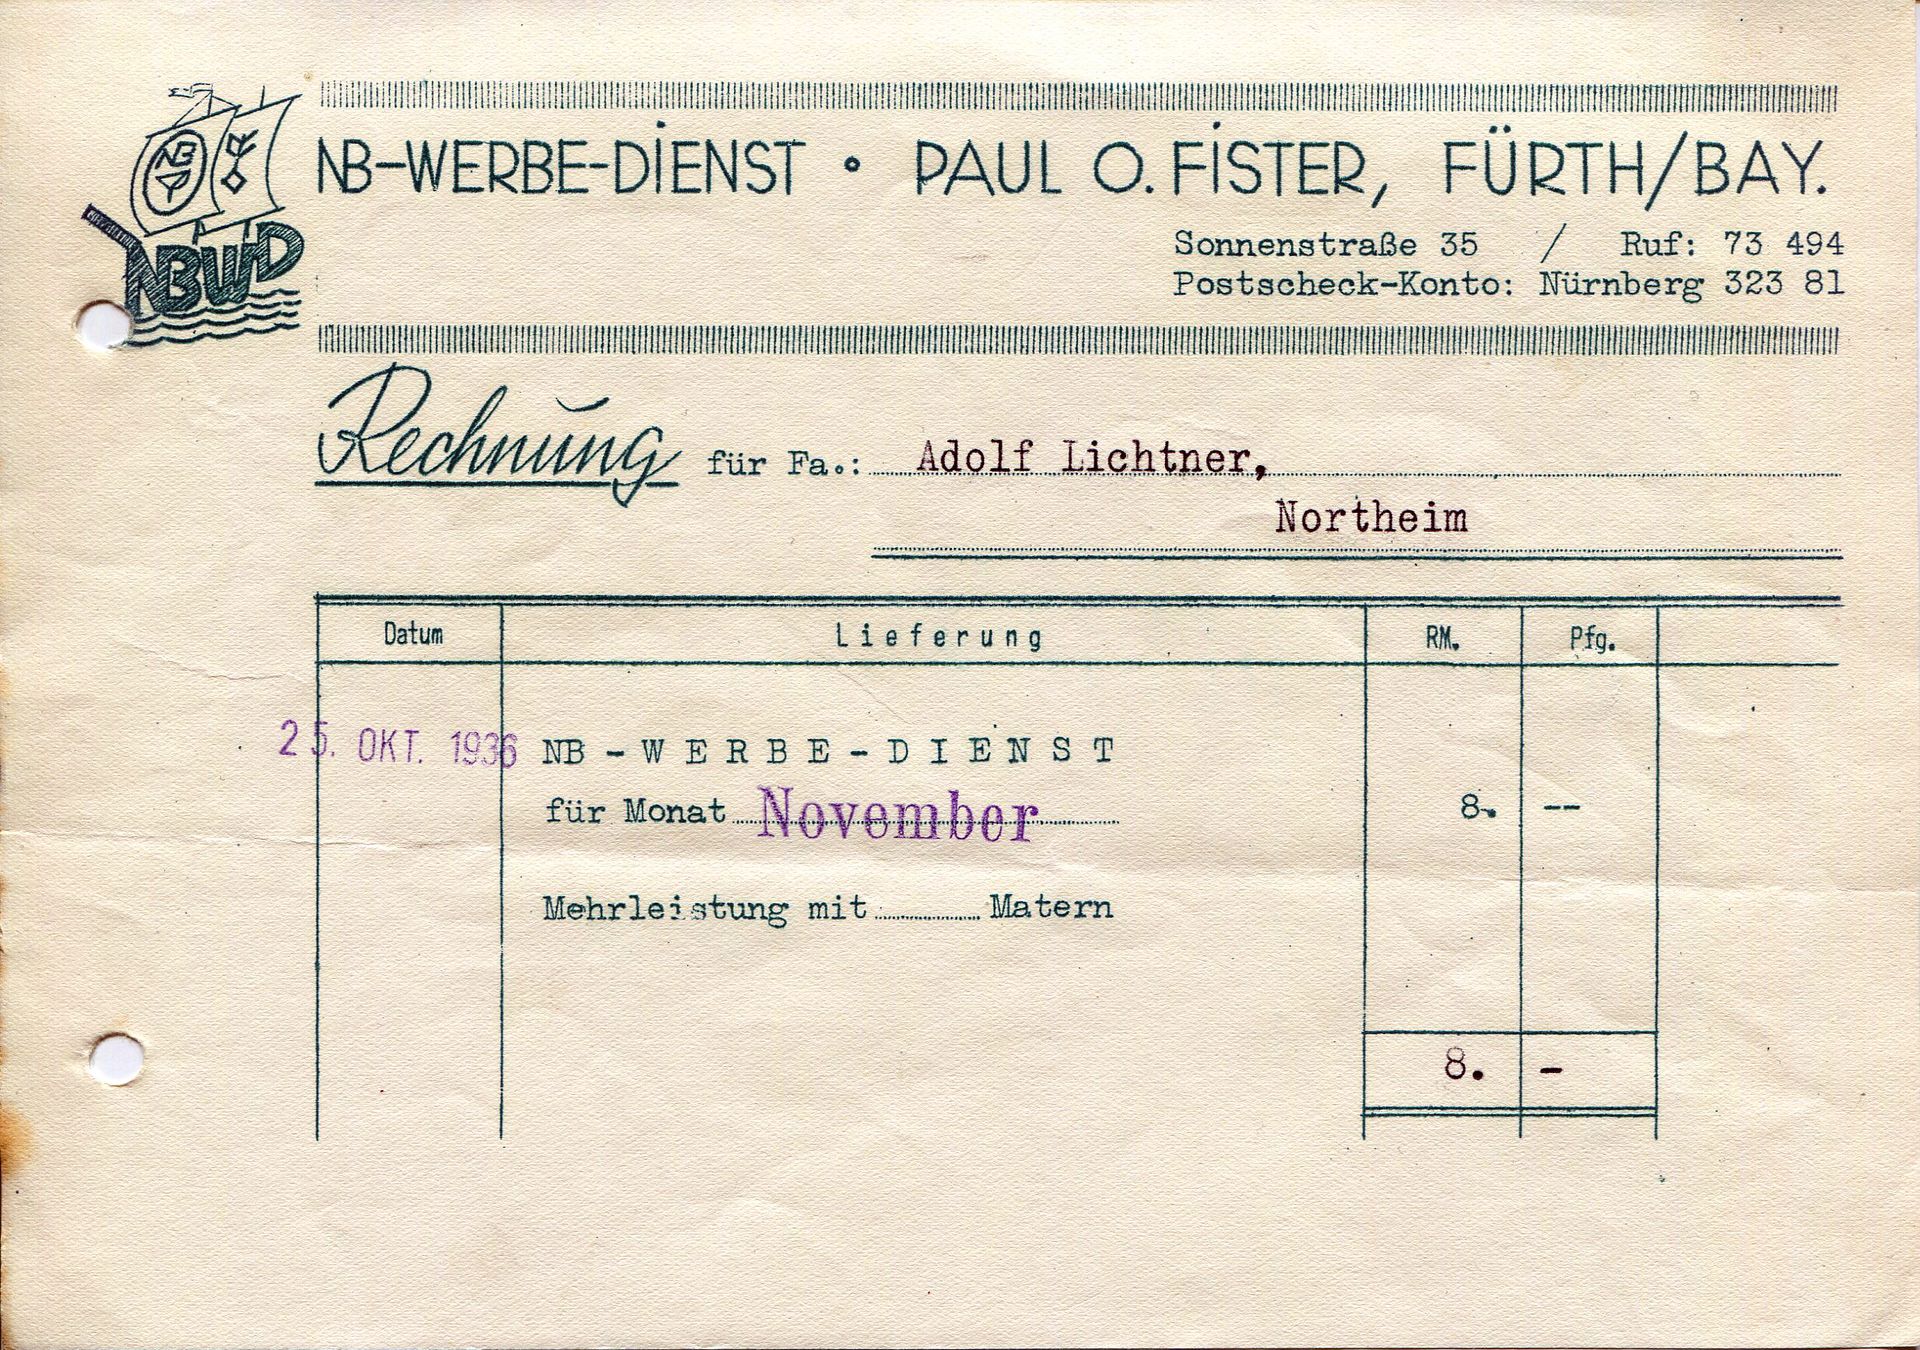 NB-WERBE-DIENST • PAUL O. FISTER, FÜRTH/BAY.
NB
NBWD
Sonnenstraße 35 / Ruf: 73 494
Postscheck-Konto: Nürnberg 323 81
Rechnung für Fa.: Adolf Lichtner,
Northeim
Datum Lieferung RM. Pfg.
25. OKT. 1936 NB-WERBE-DIENST
für Monat November 8. --
Mehrleistung mit Matern
8. -